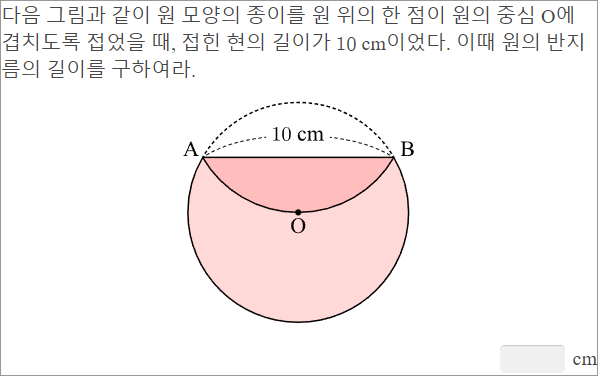 다음 그림과 같이 원 모양의 종이를 원 위의 한 점이 원의 중심 O에
겹치도록 접었을 때, 접힌 현의 길이가 10 cm이었다. 이때 원의 반지
름의 길이를 구하여라.
10 cm
A B
O
cm